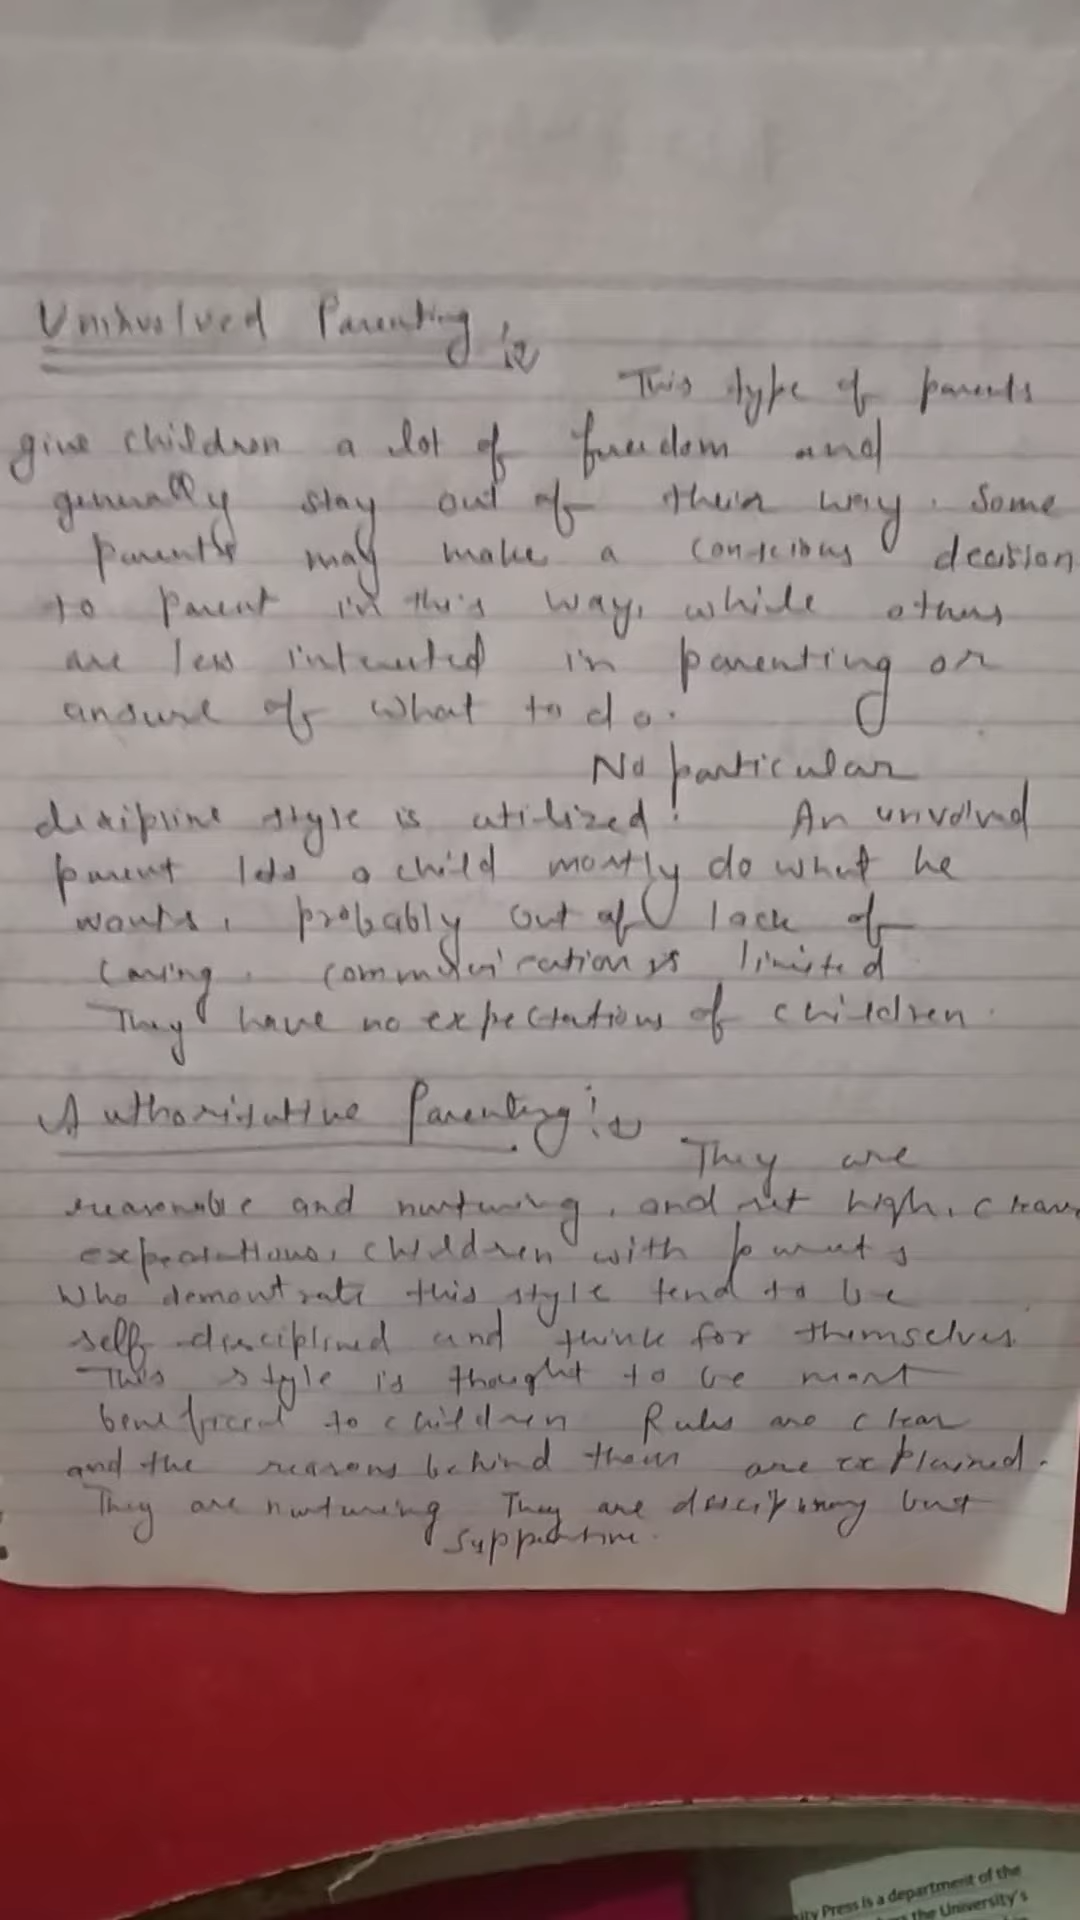 Uninvolved Parenting :-
This type of parents
give children a lot of freedom and
generally stay out of their way. Some
parents may make a conscious decision
to parent in this way, while others
are less interested in parenting or
unsure of what to do.
No particular
discipline style is utilized! An unvolved
parent lets a child mostly do what he
wants, probably out of lack of
caring. communication is limited
They have no expectations of children.
Authoritative Parenting :-
They are
reasonable and nurturing, and set high, clear
expectations. Children with parents
who demonstrate this style tend to be
self disciplined and think for themselves
This style is thought to be most
beneficial to children Rules are clear
and the reasons behind them are explained.
They are nurturing They are but
supportive.
ity Press is a department of the
the University's